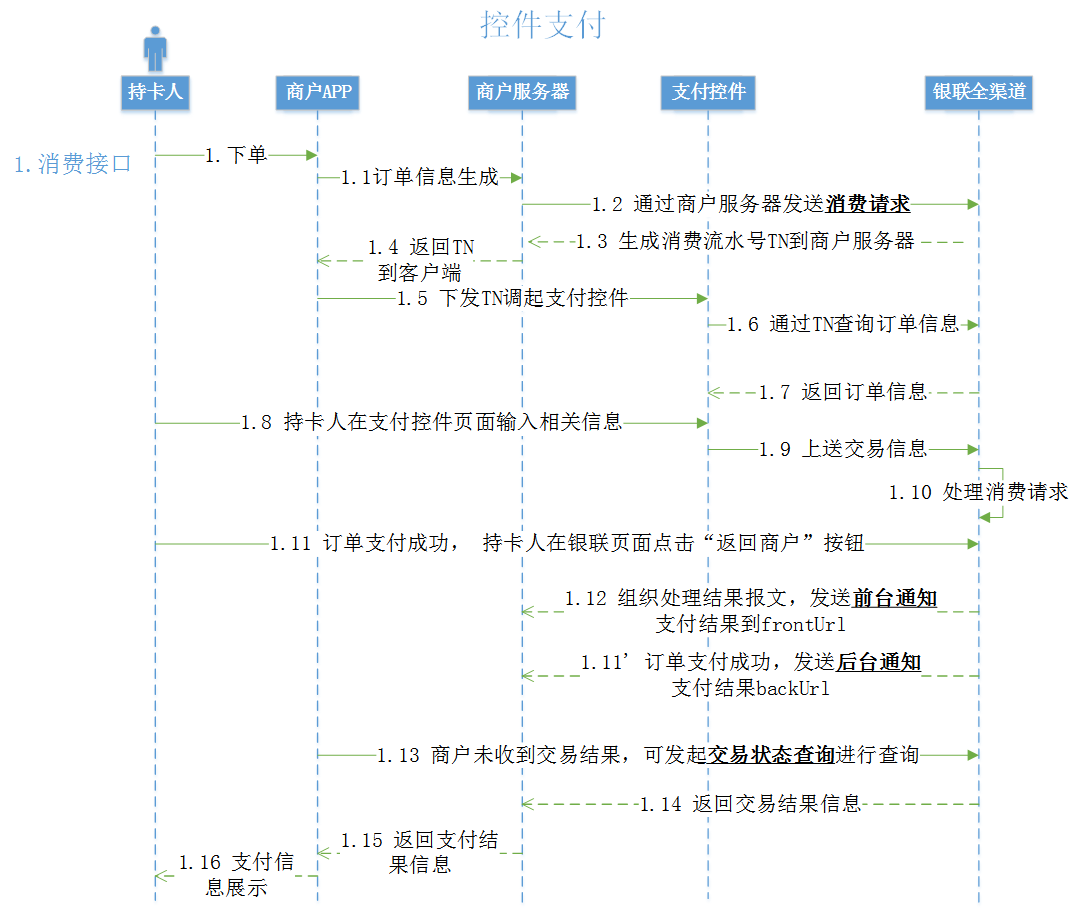 控件支付
持卡人
商户APP
商户服务器
支付控件
银联全渠道
1.消费接口
1.下单
1.1订单信息生成
1.2 通过商户服务器发送消费请求
1.3 生成消费流水号TN到商户服务器
1.4 返回TN
到客户端
1.5 下发TN调起支付控件
1.6 通过TN查询订单信息
1.7 返回订单信息
1.8 持卡人在支付控件页面输入相关信息
1.9 上送交易信息
1.10 处理消费请求
1.11 订单支付成功， 持卡人在银联页面点击“返回商户”按钮
1.12 组织处理结果报文，发送前台通知
支付结果到frontUrl
1.11’ 订单支付成功，发送后台通知
支付结果backUrl
1.13 商户未收到交易结果，可发起交易状态查询进行查询
1.14 返回交易结果信息
1.15 返回支付结
果信息
1.16 支付信
息展示